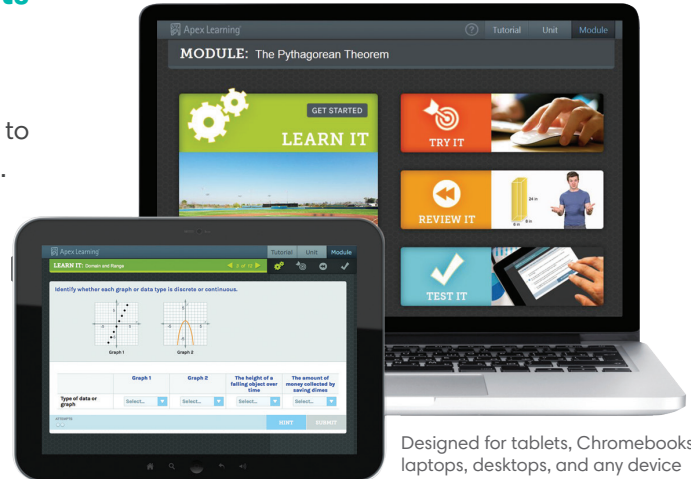 to
.
Apex Learning
Tutorial Unit Module
MODULE: The Pythagorean Theorem
GET STARTED
LEARN IT
TRY IT
REVIEW IT
24 in
6 in
TEST IT
Apex Learning
Tutorial Unit Module
LEARN IT: Domain and Range
Identify whether each graph or data type is discrete or continuous.
Graph 1
Graph 2
Graph 1
Graph 2
The height of a
falling object over
time
The amount of
money collected by
saving dimes
Type of data or
graph
Select...
Select...
Select...
Select...
ATTEMPTS
HINT
SUBMIT
Designed for tablets, Chromebooks
laptops, desktops, and any device